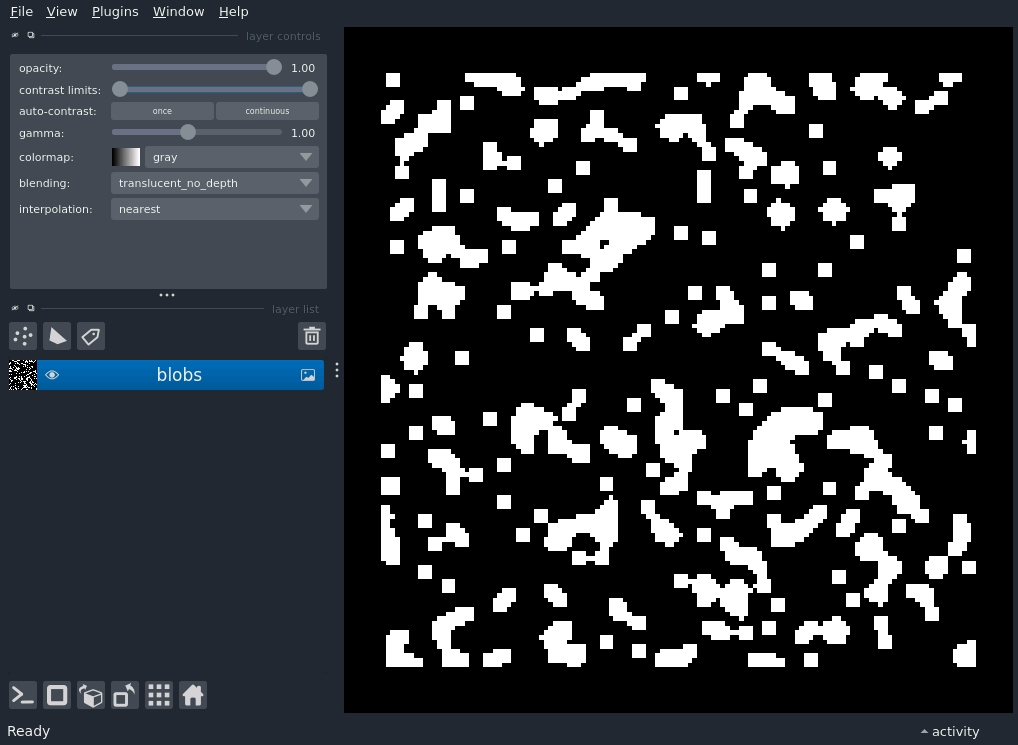 File View Plugins Window Help
layer controls
opacity: 1.00
contrast limits:
auto-contrast: once continuous
gamma: 1.00
colormap: gray
blending: translucent_no_depth
interpolation: nearest
layer list
blobs
Ready activity